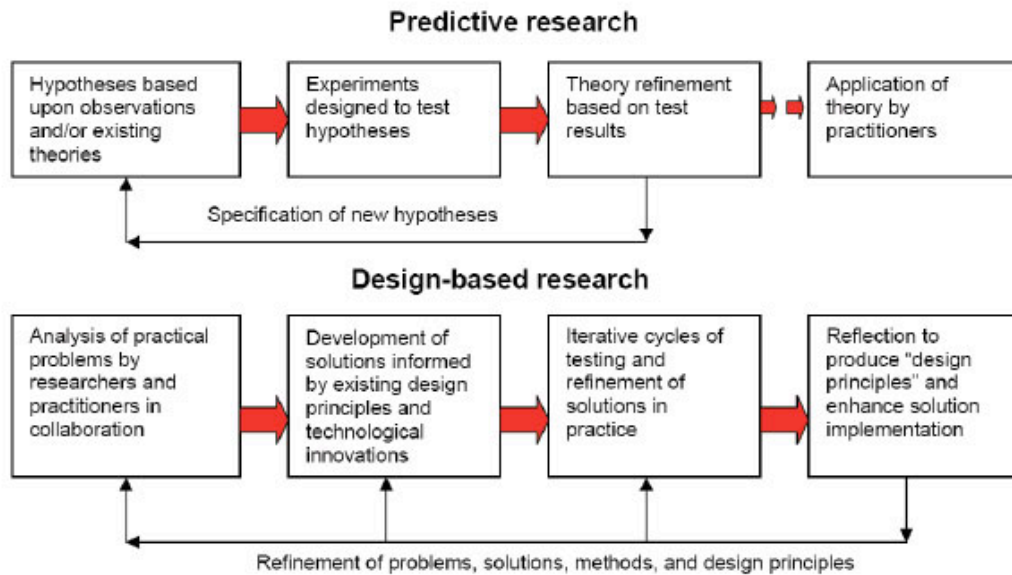 Predictive research
Hypotheses based
upon observations
and/or existing
theories
Experiments
designed to test
hypotheses
Theory refinement
based on test
results
Application of
theory by
practitioners
Specification of new hypotheses
Design-based research
Analysis of practical
problems by
researchers and
practitioners in
collaboration
Development of
solutions informed
by existing design
principles and
technological
innovations
Iterative cycles of
testing and
refinement of
solutions in
practice
Reflection to
produce "design
principles" and
enhance solution
implementation
Refinement of problems, solutions, methods, and design principles